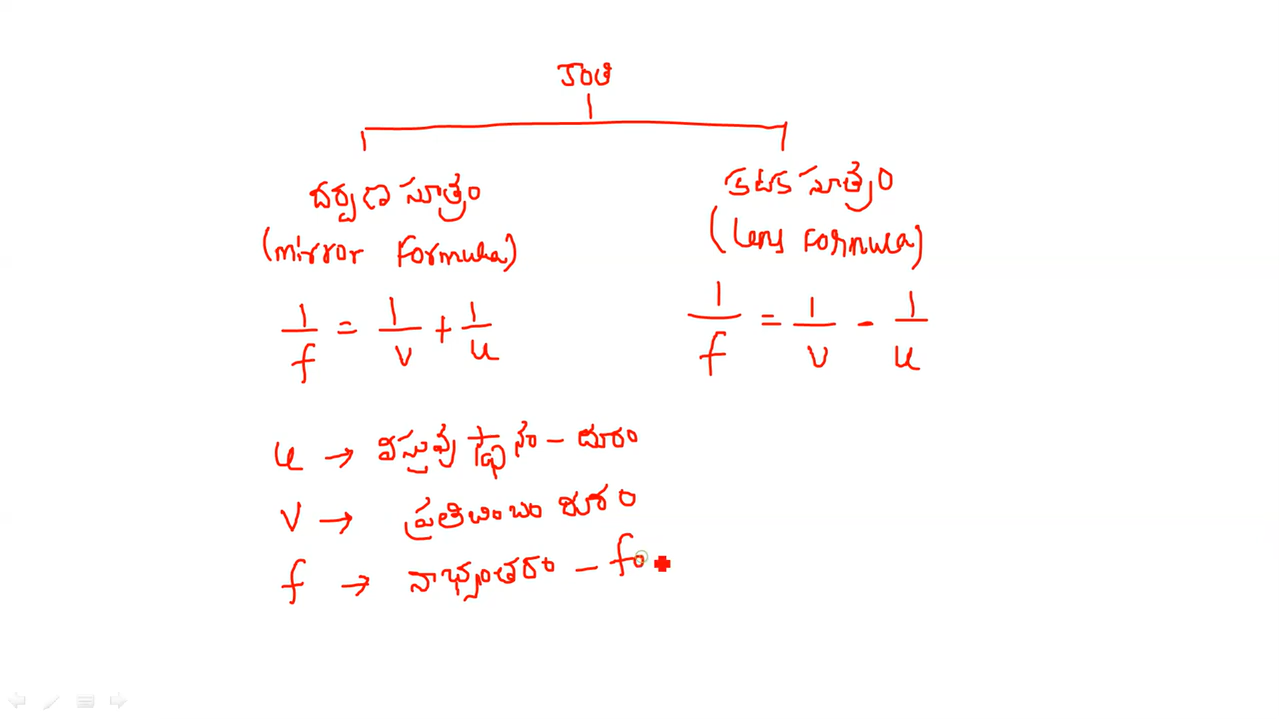 కాంతి
దర్పణ సూత్రం
(mirror formula)
1/f = 1/v + 1/u
కటక సూత్రం
(lens formula)
1/f = 1/v - 1/u
u → వస్తువు స్థానం - దూరం
v → ప్రతిబింబం దూరం
f → నాభ్యంతరం - fo